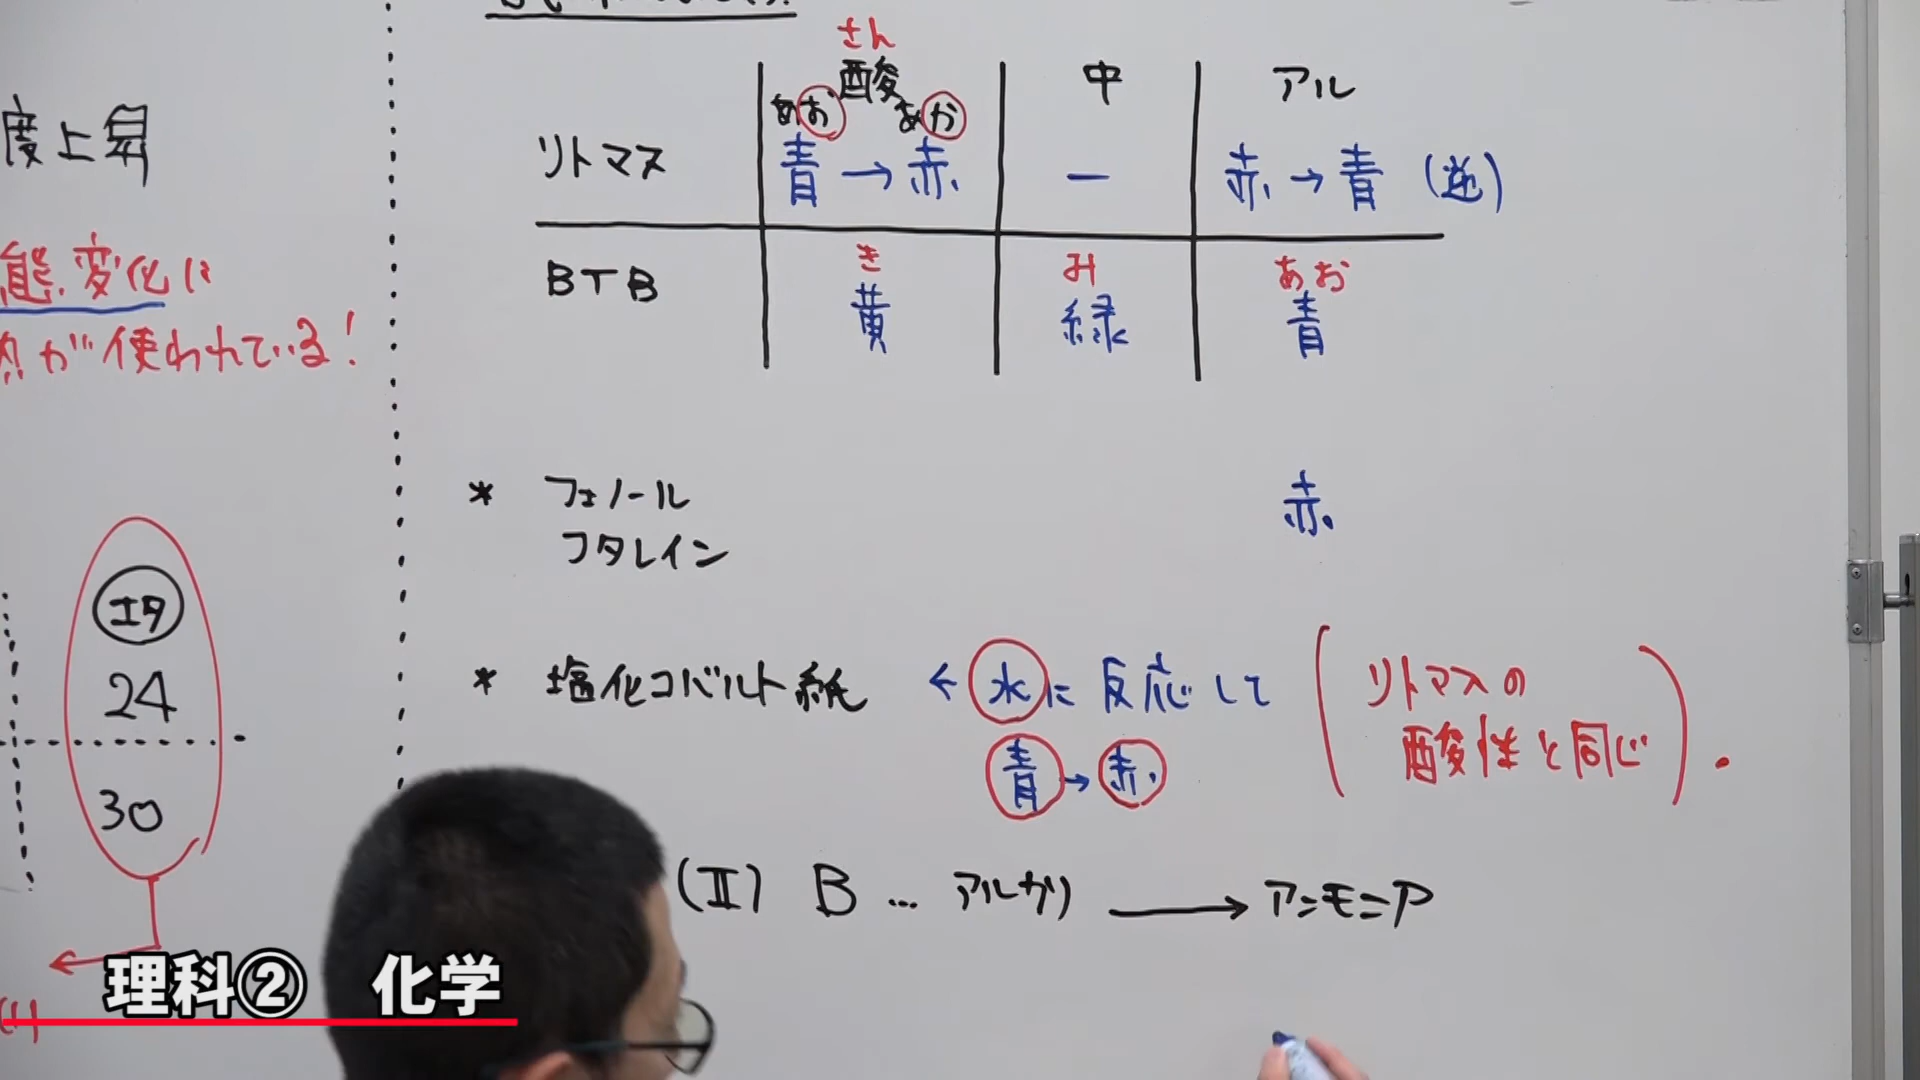 度上昇
態変化に
熱が使われている!
エタ
24
30
さん
酸 中 アル
あお あか
リトマス 青→赤 ー 赤→青 (逆)
き み あお
BTB 黄 緑 青
* フェノール 赤
フタレイン
* 塩化コバルト紙 ← 水に反応して (リトマスの
青→赤 酸性と同じ).
(Ⅱ) B … アルカリ ⟶ アンモニア
理科② 化学